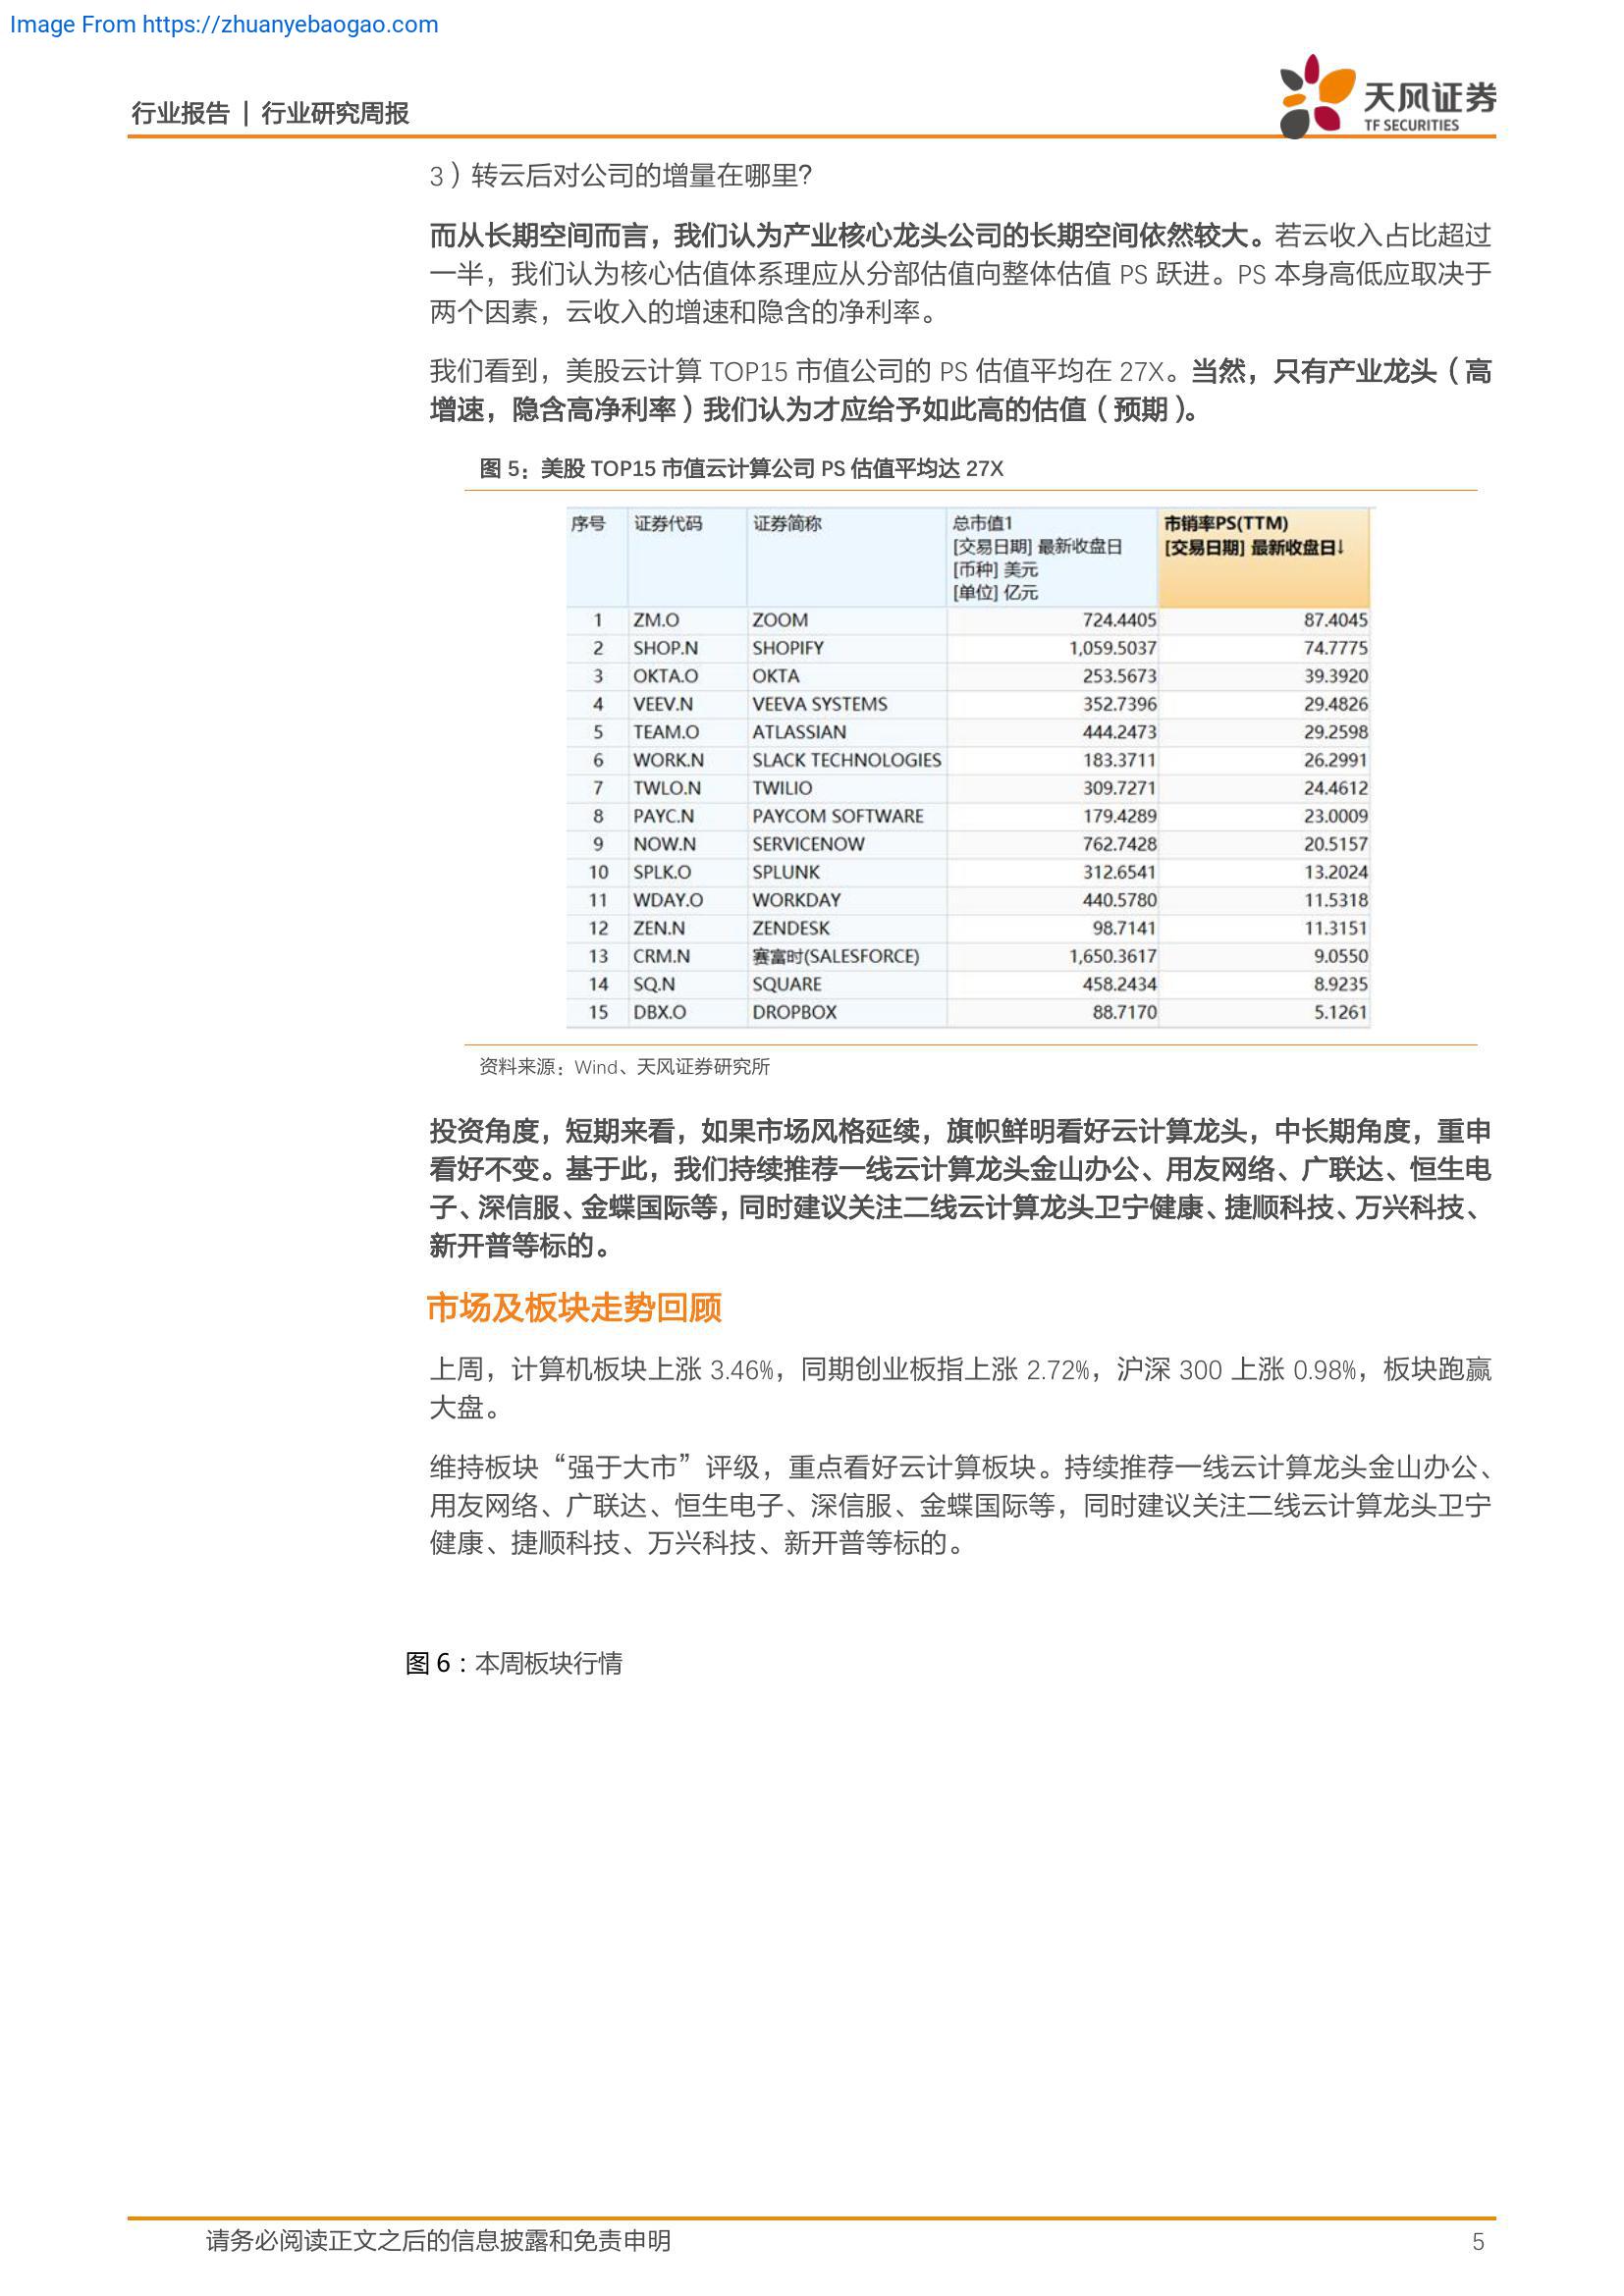 Image From https://zhuanyebaogao.com
行业报告 | 行业研究周报
天风证券
TF SECURITIES
3）转云后对公司的增量在哪里？
而从长期空间而言，我们认为产业核心龙头公司的长期空间依然较大。若云收入占比超过
一半，我们认为核心估值体系理应从分部估值向整体估值 PS 跃进。PS 本身高低应取决于
两个因素，云收入的增速和隐含的净利率。
我们看到，美股云计算 TOP15 市值公司的 PS 估值平均在 27X。当然，只有产业龙头（高
增速，隐含高净利率）我们认为才应给予如此高的估值（预期）。
图 5：美股 TOP15 市值云计算公司 PS 估值平均达 27X
序号 证券代码 证券简称 总市值1 市销率PS(TTM)
[交易日期] 最新收盘日 [交易日期] 最新收盘日↓
[币种] 美元
[单位] 亿元
1 ZM.O ZOOM 724.4405 87.4045
2 SHOP.N SHOPIFY 1,059.5037 74.7775
3 OKTA.O OKTA 253.5673 39.3920
4 VEEV.N VEEVA SYSTEMS 352.7396 29.4826
5 TEAM.O ATLASSIAN 444.2473 29.2598
6 WORK.N SLACK TECHNOLOGIES 183.3711 26.2991
7 TWLO.N TWILIO 309.7271 24.4612
8 PAYC.N PAYCOM SOFTWARE 179.4289 23.0009
9 NOW.N SERVICENOW 762.7428 20.5157
10 SPLK.O SPLUNK 312.6541 13.2024
11 WDAY.O WORKDAY 440.5780 11.5318
12 ZEN.N ZENDESK 98.7141 11.3151
13 CRM.N 赛富时(SALESFORCE) 1,650.3617 9.0550
14 SQ.N SQUARE 458.2434 8.9235
15 DBX.O DROPBOX 88.7170 5.1261
资料来源：Wind、天风证券研究所
投资角度，短期来看，如果市场风格延续，旗帜鲜明看好云计算龙头，中长期角度，重申
看好不变。基于此，我们持续推荐一线云计算龙头金山办公、用友网络、广联达、恒生电
子、深信服、金蝶国际等，同时建议关注二线云计算龙头卫宁健康、捷顺科技、万兴科技、
新开普等标的。
市场及板块走势回顾
上周，计算机板块上涨 3.46%，同期创业板指上涨 2.72%，沪深 300 上涨 0.98%，板块跑赢
大盘。
维持板块“强于大市”评级，重点看好云计算板块。持续推荐一线云计算龙头金山办公、
用友网络、广联达、恒生电子、深信服、金蝶国际等，同时建议关注二线云计算龙头卫宁
健康、捷顺科技、万兴科技、新开普等标的。
图 6：本周板块行情
请务必阅读正文之后的信息披露和免责申明 5